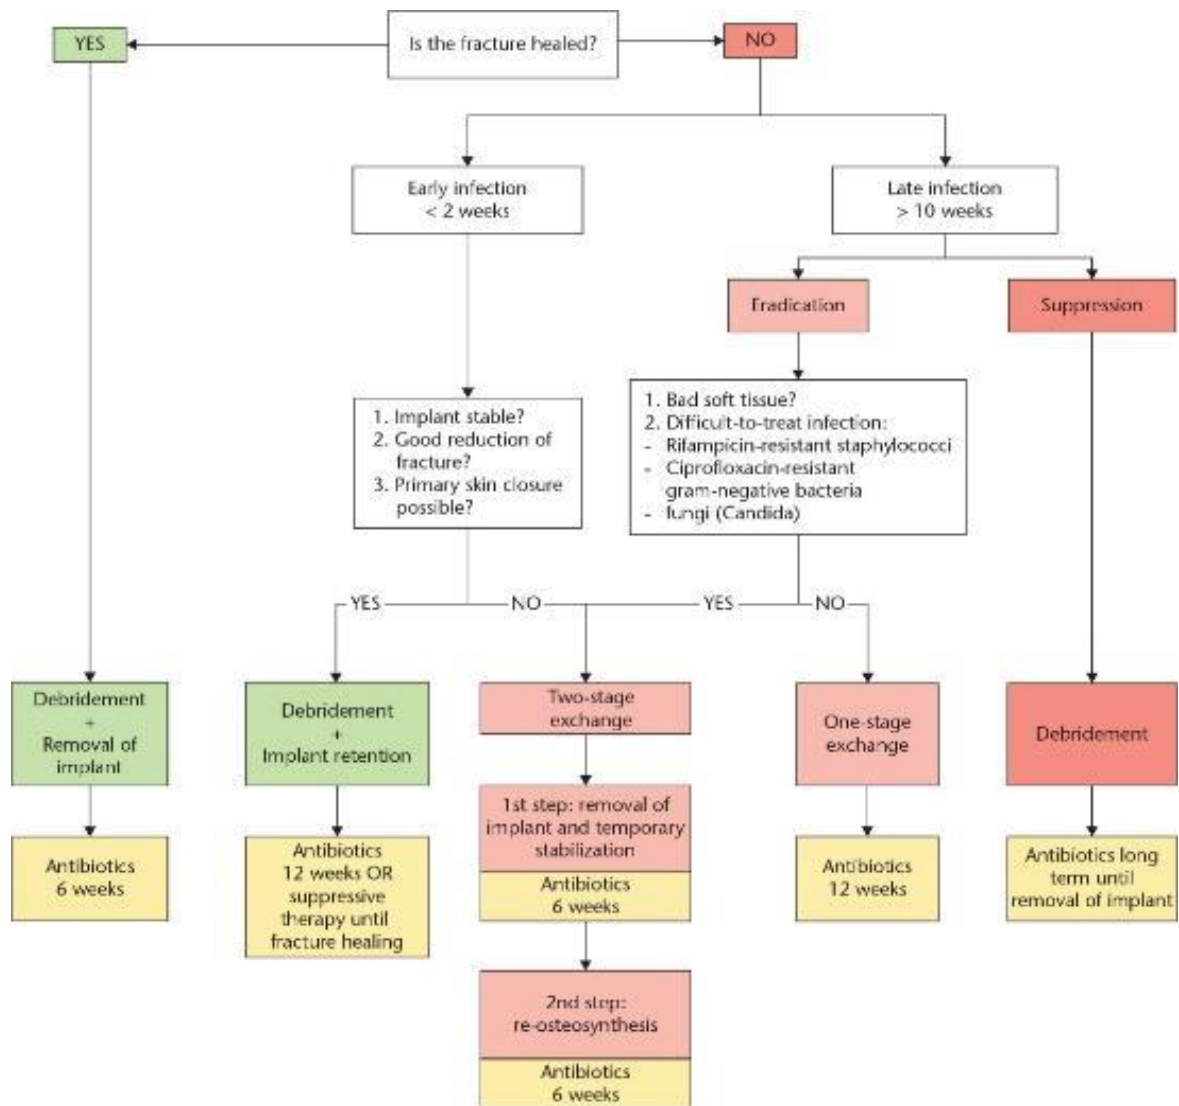 YES
Is the fracture healed?
NO
Early infection
< 2 weeks
Late infection
> 10 weeks
Eradication
Suppression
1. Implant stable?
2. Good reduction of
fracture?
3. Primary skin closure
possible?
1. Bad soft tissue?
2. Difficult-to-treat infection:
- Rifampicin-resistant staphylococci
- Ciprofloxacin-resistant
gram-negative bacteria
- fungi (Candida)
YES
NO
YES
NO
Debridement
+
Removal of
implant
Debridement
+
Implant retention
Two-stage
exchange
One-stage
exchange
Debridement
1st step: removal of
implant and temporary
stabilization
Antibiotics
6 weeks
Antibiotics
12 weeks OR
suppressive
therapy until
fracture healing
Antibiotics
6 weeks
Antibiotics
12 weeks
Antibiotics long
term until
removal of implant
2nd step:
re-osteosynthesis
Antibiotics
6 weeks